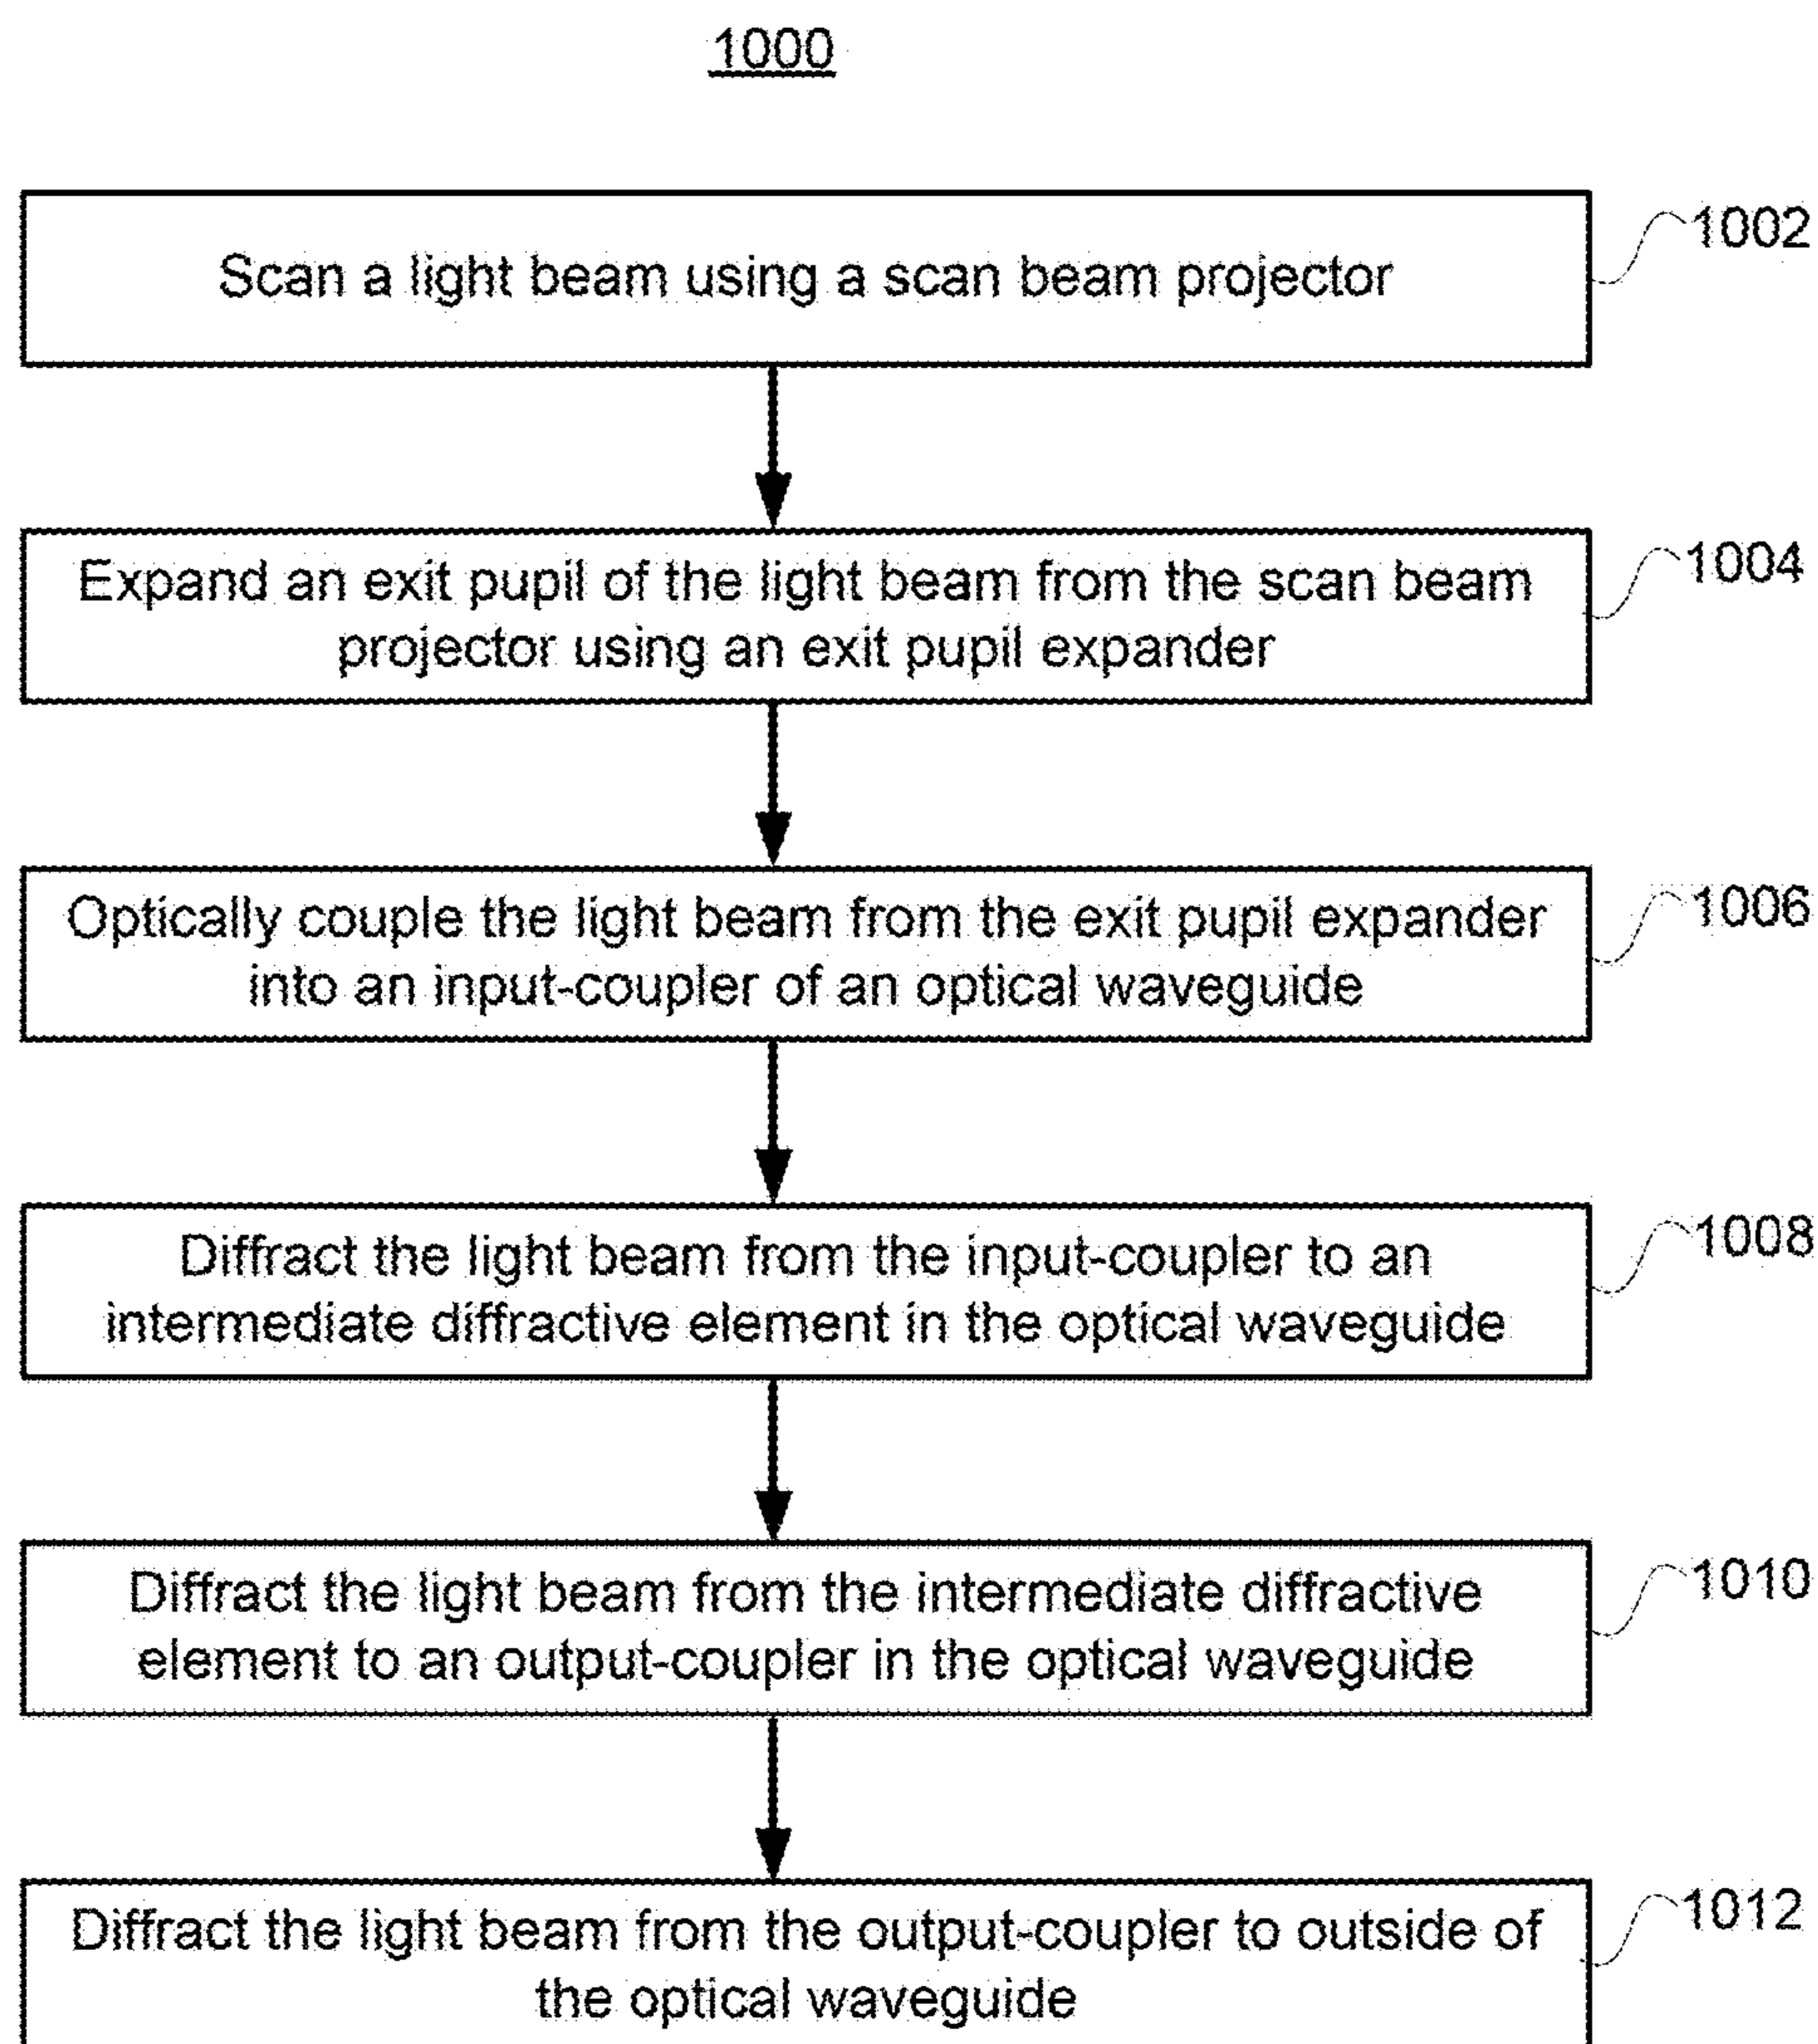 1000
Scan a light beam using a scan beam projector
1002
Expand an exit pupil of the light beam from the scan beam
projector using an exit pupil expander
1004
Optically couple the light beam from the exit pupil expander
into an input-coupler of an optical waveguide
1006
Diffract the light beam from the input-coupler to an
intermediate diffractive element in the optical waveguide
1008
Diffract the light beam from the intermediate diffractive
element to an output-coupler in the optical waveguide
1010
Diffract the light beam from the output-coupler to outside of
the optical waveguide
1012